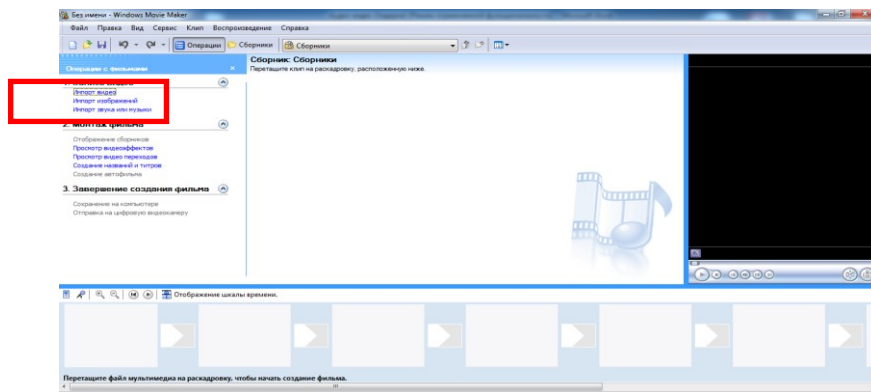 Без имени - Windows Movie Maker
Файл Правка Вид Сервис Клип Воспроизведение Справка
Операции Сборники Сборники
Операции с фильмами ×
Сборник: Сборники
Перетащите клип на раскадровку, расположенную ниже.
Импорт видео
Импорт изображений
Импорт звука или музыки
2. Монтаж фильма
Отображение сборников
Просмотр видеоэффектов
Просмотр видео переходов
Создание названий и титров
Создание автофильма
3. Завершение создания фильма
Сохранение на компьютере
Отправка на цифровую видеокамеру
Отображение шкалы времени.
Перетащите файл мультимедиа на раскадровку, чтобы начать создание фильма.